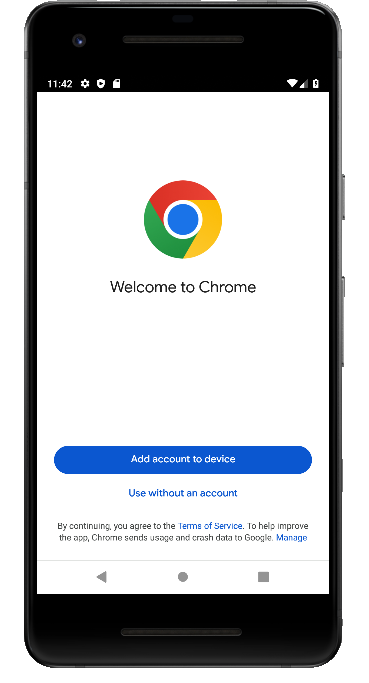 11:42
Welcome to Chrome
Add account to device
Use without an account
By continuing, you agree to the Terms of Service. To help improve
the app, Chrome sends usage and crash data to Google. Manage